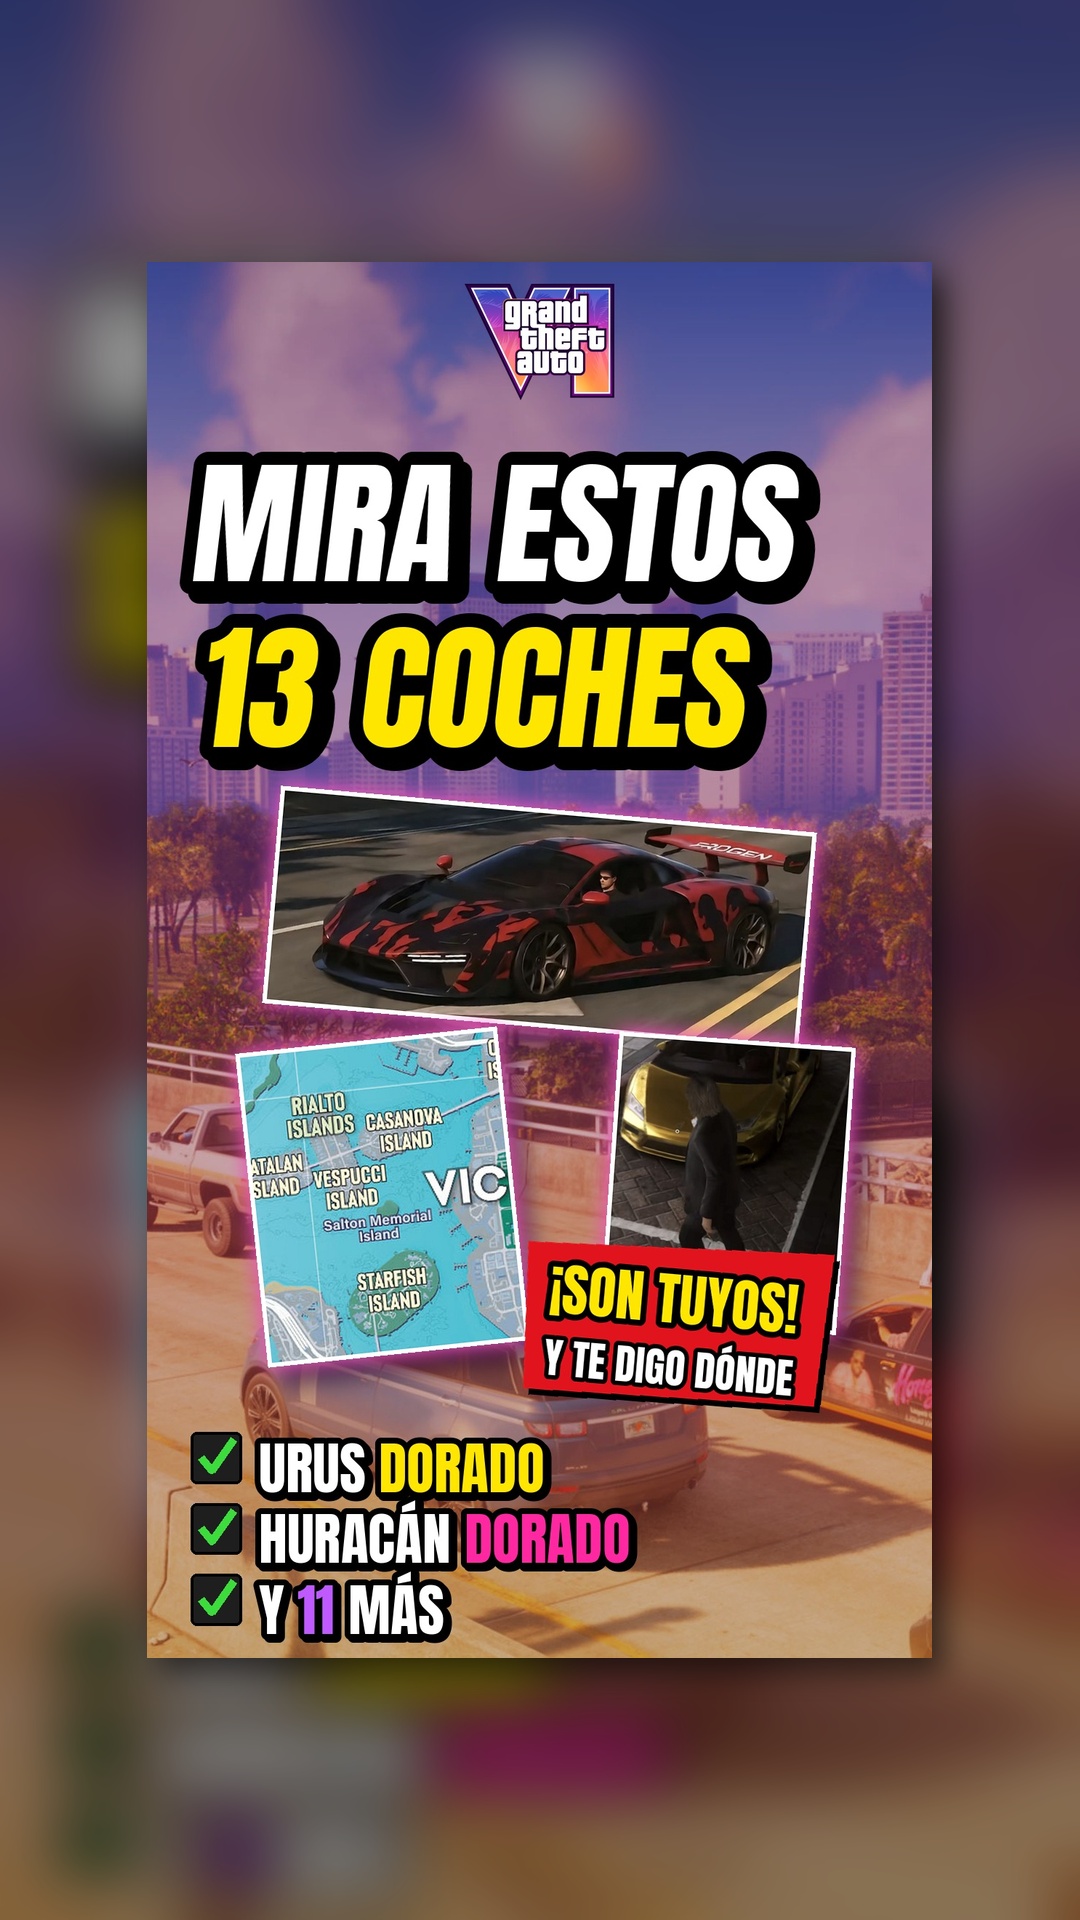 VI
grand
theft
auto
MIRA ESTOS
13 COCHES
RIALTO
ISLANDS
CASANOVA
ISLAND
ATALAN
SLAND
VESPUCCI
ISLAND
VIC
Salton Memorial
Island
STARFISH
ISLAND
¡SON TUYOS!
Y TE DIGO DÓNDE
URUS DORADO
HURACÁN DORADO
Y 11 MÁS